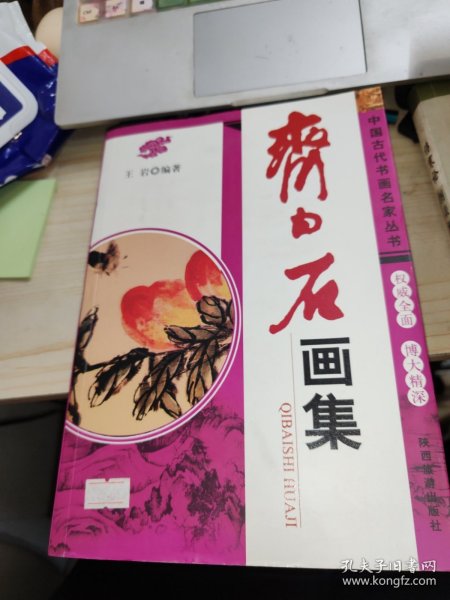 王 岩 编著
齊白石
画集
QIBAISHI HUAJI
中国古代书画名家丛书
权威全面
博大精深
陕西旅游出版社
孔夫子旧书网
www.kongfz.com